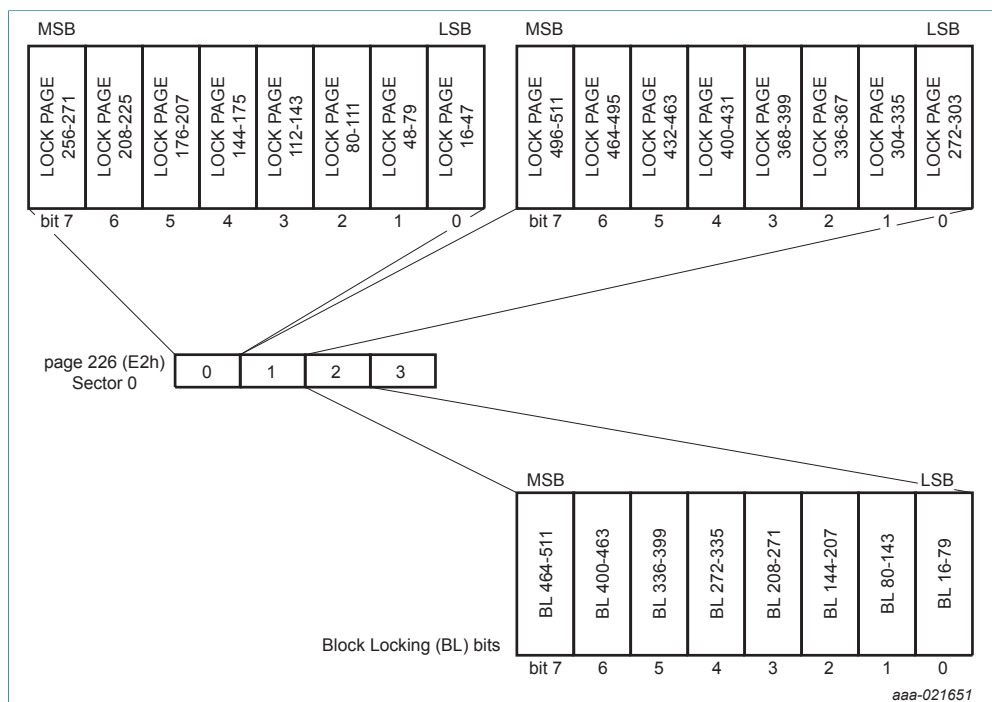 MSB LSB
LOCK PAGE 256-271
LOCK PAGE 208-225
LOCK PAGE 176-207
LOCK PAGE 144-175
LOCK PAGE 112-143
LOCK PAGE 80-111
LOCK PAGE 48-79
LOCK PAGE 16-47
bit 7 6 5 4 3 2 1 0
MSB LSB
LOCK PAGE 496-511
LOCK PAGE 464-495
LOCK PAGE 432-463
LOCK PAGE 400-431
LOCK PAGE 368-399
LOCK PAGE 336-367
LOCK PAGE 304-335
LOCK PAGE 272-303
bit 7 6 5 4 3 2 1 0
page 226 (E2h)
Sector 0
0 1 2 3
MSB LSB
BL 464-511
BL 400-463
BL 336-399
BL 272-335
BL 208-271
BL 144-207
BL 80-143
BL 16-79
Block Locking (BL) bits
bit 7 6 5 4 3 2 1 0
aaa-021651